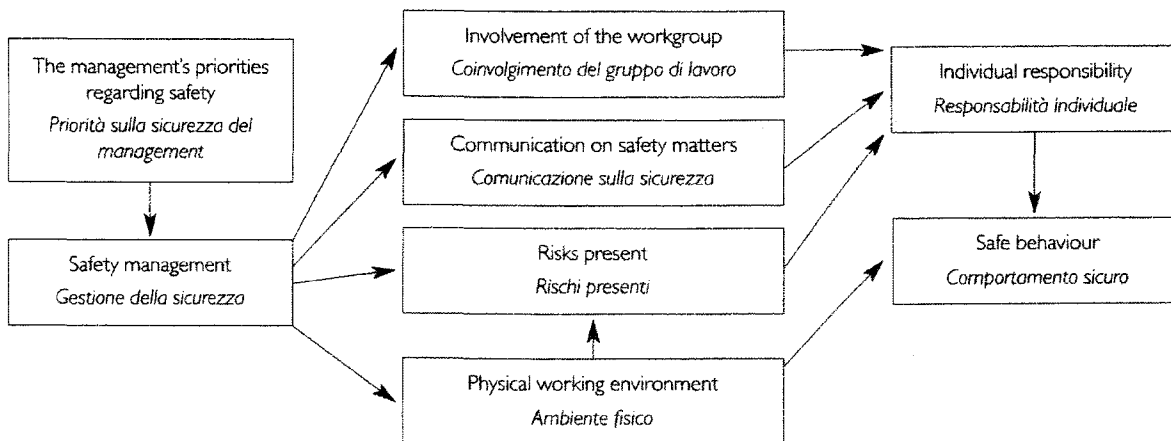 The management's priorities
regarding safety
Priorità sulla sicurezza del
management
Safety management
Gestione della sicurezza
Involvement of the workgroup
Coinvolgimento del gruppo di lavoro
Communication on safety matters
Comunicazione sulla sicurezza
Risks present
Rischi presenti
Physical working environment
Ambiente fisico
Individual responsibility
Responsabilità individuale
Safe behaviour
Comportamento sicuro